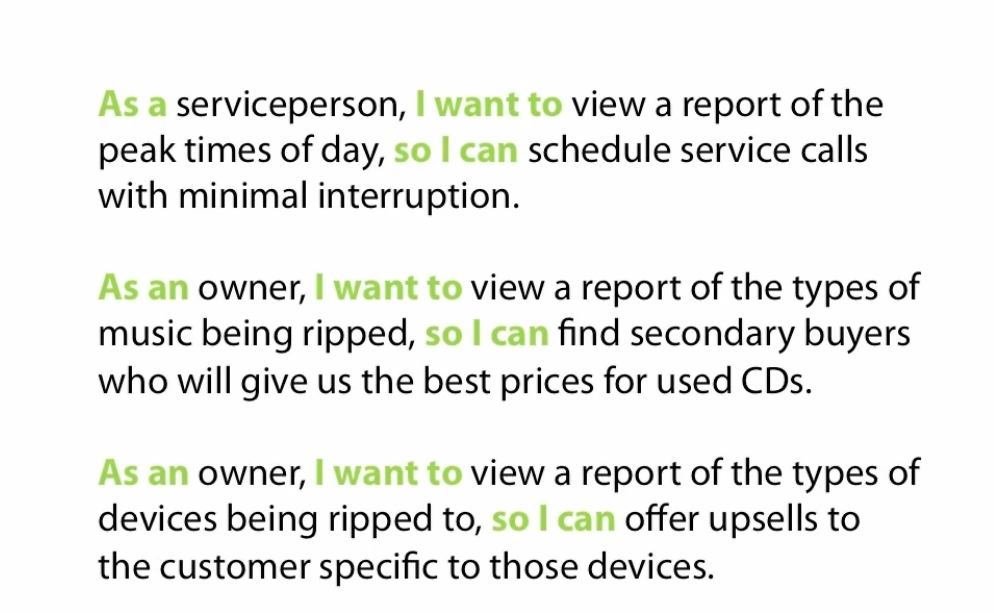 As a serviceperson, I want to view a report of the
peak times of day, so I can schedule service calls
with minimal interruption.
As an owner, I want to view a report of the types of
music being ripped, so I can find secondary buyers
who will give us the best prices for used CDs.
As an owner, I want to view a report of the types of
devices being ripped to, so I can offer upsells to
the customer specific to those devices.